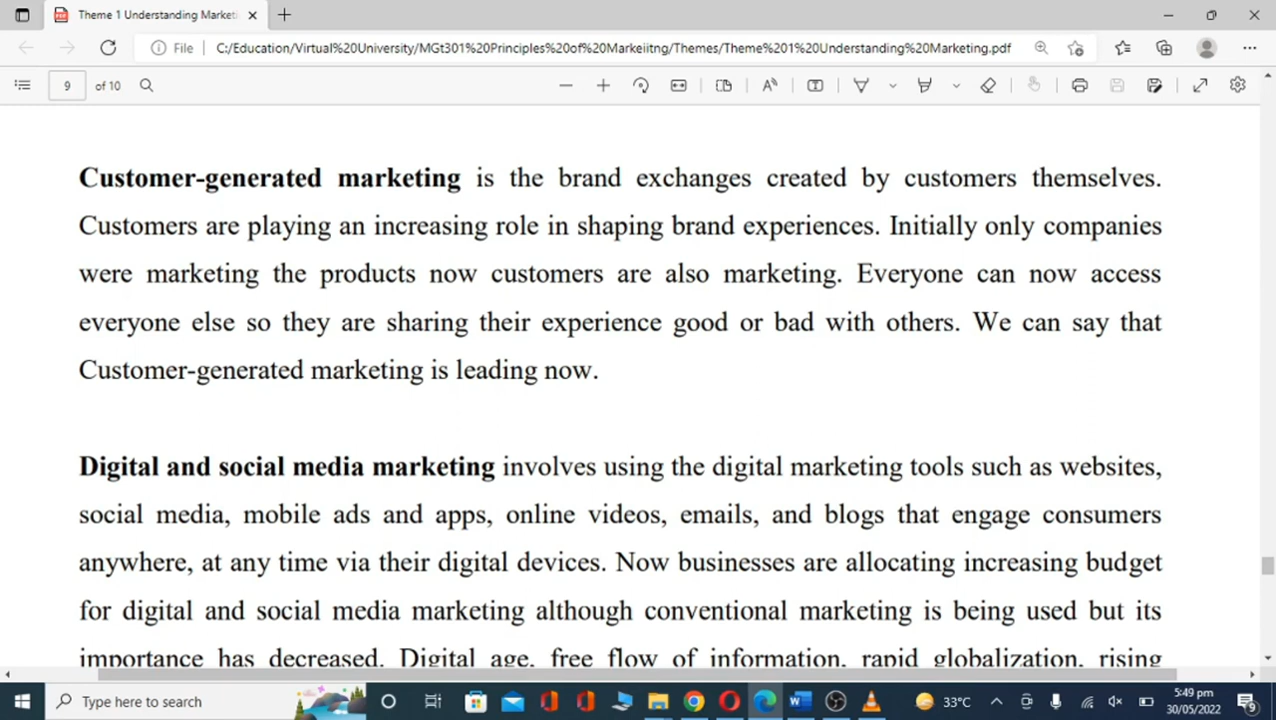 Theme 1 Understanding Marketi
File C:/Education/Virtual%20University/MGt301%20Principles%20of%20Markeiitng/Themes/Theme%201%20Understanding%20Marketing.pdf
9 of 10
Customer-generated marketing is the brand exchanges created by customers themselves.
Customers are playing an increasing role in shaping brand experiences. Initially only companies
were marketing the products now customers are also marketing. Everyone can now access
everyone else so they are sharing their experience good or bad with others. We can say that
Customer-generated marketing is leading now.
Digital and social media marketing involves using the digital marketing tools such as websites,
social media, mobile ads and apps, online videos, emails, and blogs that engage consumers
anywhere, at any time via their digital devices. Now businesses are allocating increasing budget
for digital and social media marketing although conventional marketing is being used but its
importance has decreased. Digital age, free flow of information, rapid globalization, rising
Type here to search 33°C 5:49 pm
30/05/2022 9